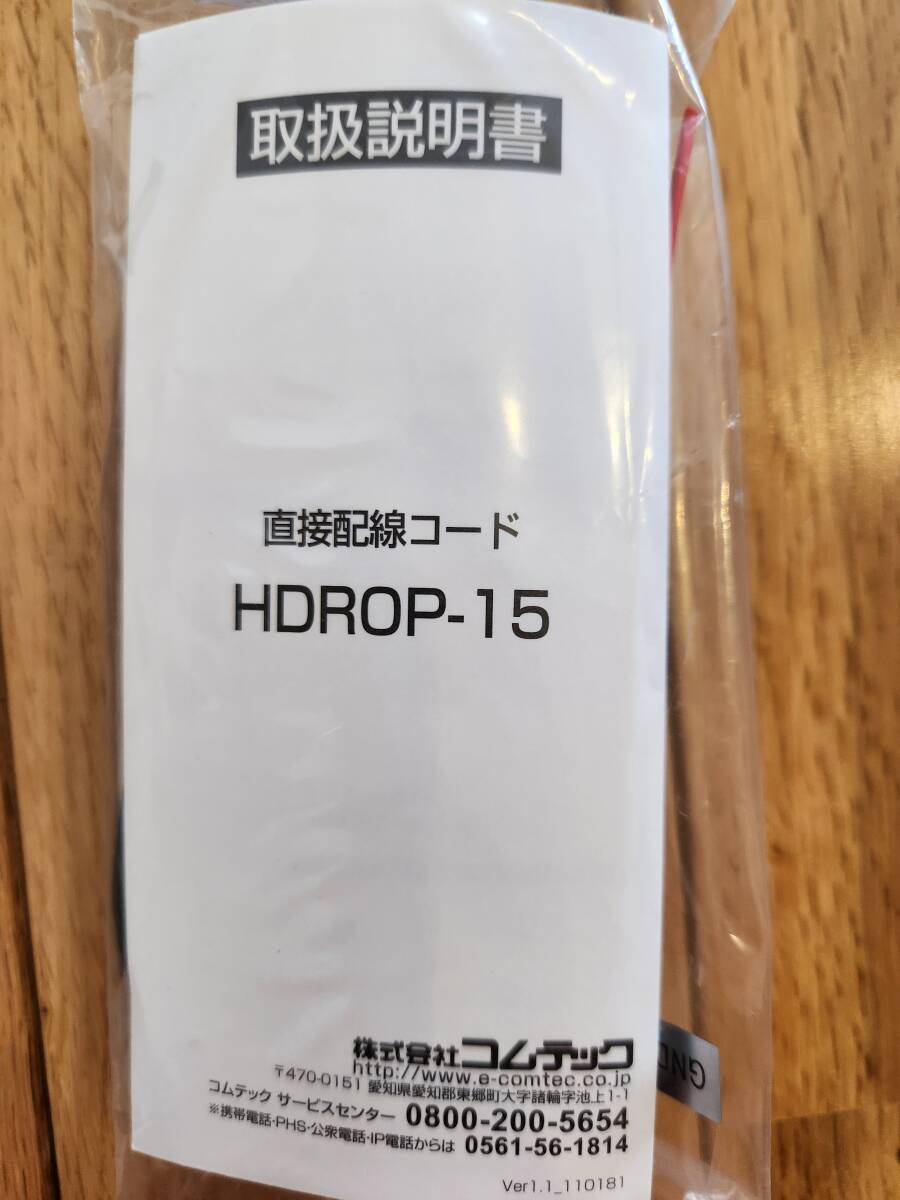 取扱説明書
直接配線コード
HDROP-15
株式会社コムテック
http://www.e-comtec.co.jp
〒470-0151 愛知県愛知郡東郷町大字諸輪字池上1-1
コムテック サービスセンター 0800-200-5654
※携帯電話・PHS・公衆電話・IP電話からは 0561-56-1814
Ver1.1_110181
GND